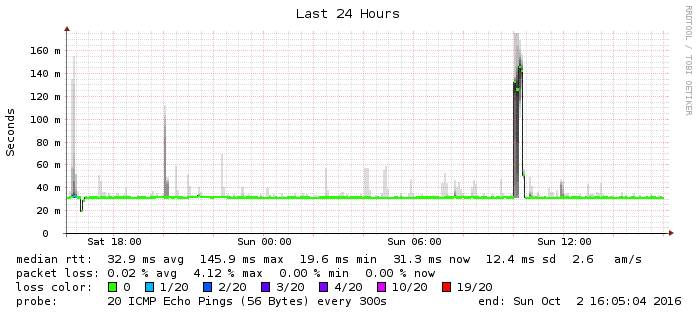 Last 24 Hours
RRDTOOL / TOBI OETIKER
Seconds
160 m
140 m
120 m
100 m
80 m
60 m
40 m
20 m
0
Sat 18:00 Sun 00:00 Sun 06:00 Sun 12:00
median rtt: 32.9 ms avg 145.9 ms max 19.6 ms min 31.3 ms now 12.4 ms sd 2.6 am/s
packet loss: 0.02 % avg 4.12 % max 0.00 % min 0.00 % now
loss color: 0 1/20 2/20 3/20 4/20 10/20 19/20
probe: 20 ICMP Echo Pings (56 Bytes) every 300s end: Sun Oct 2 16:05:04 2016